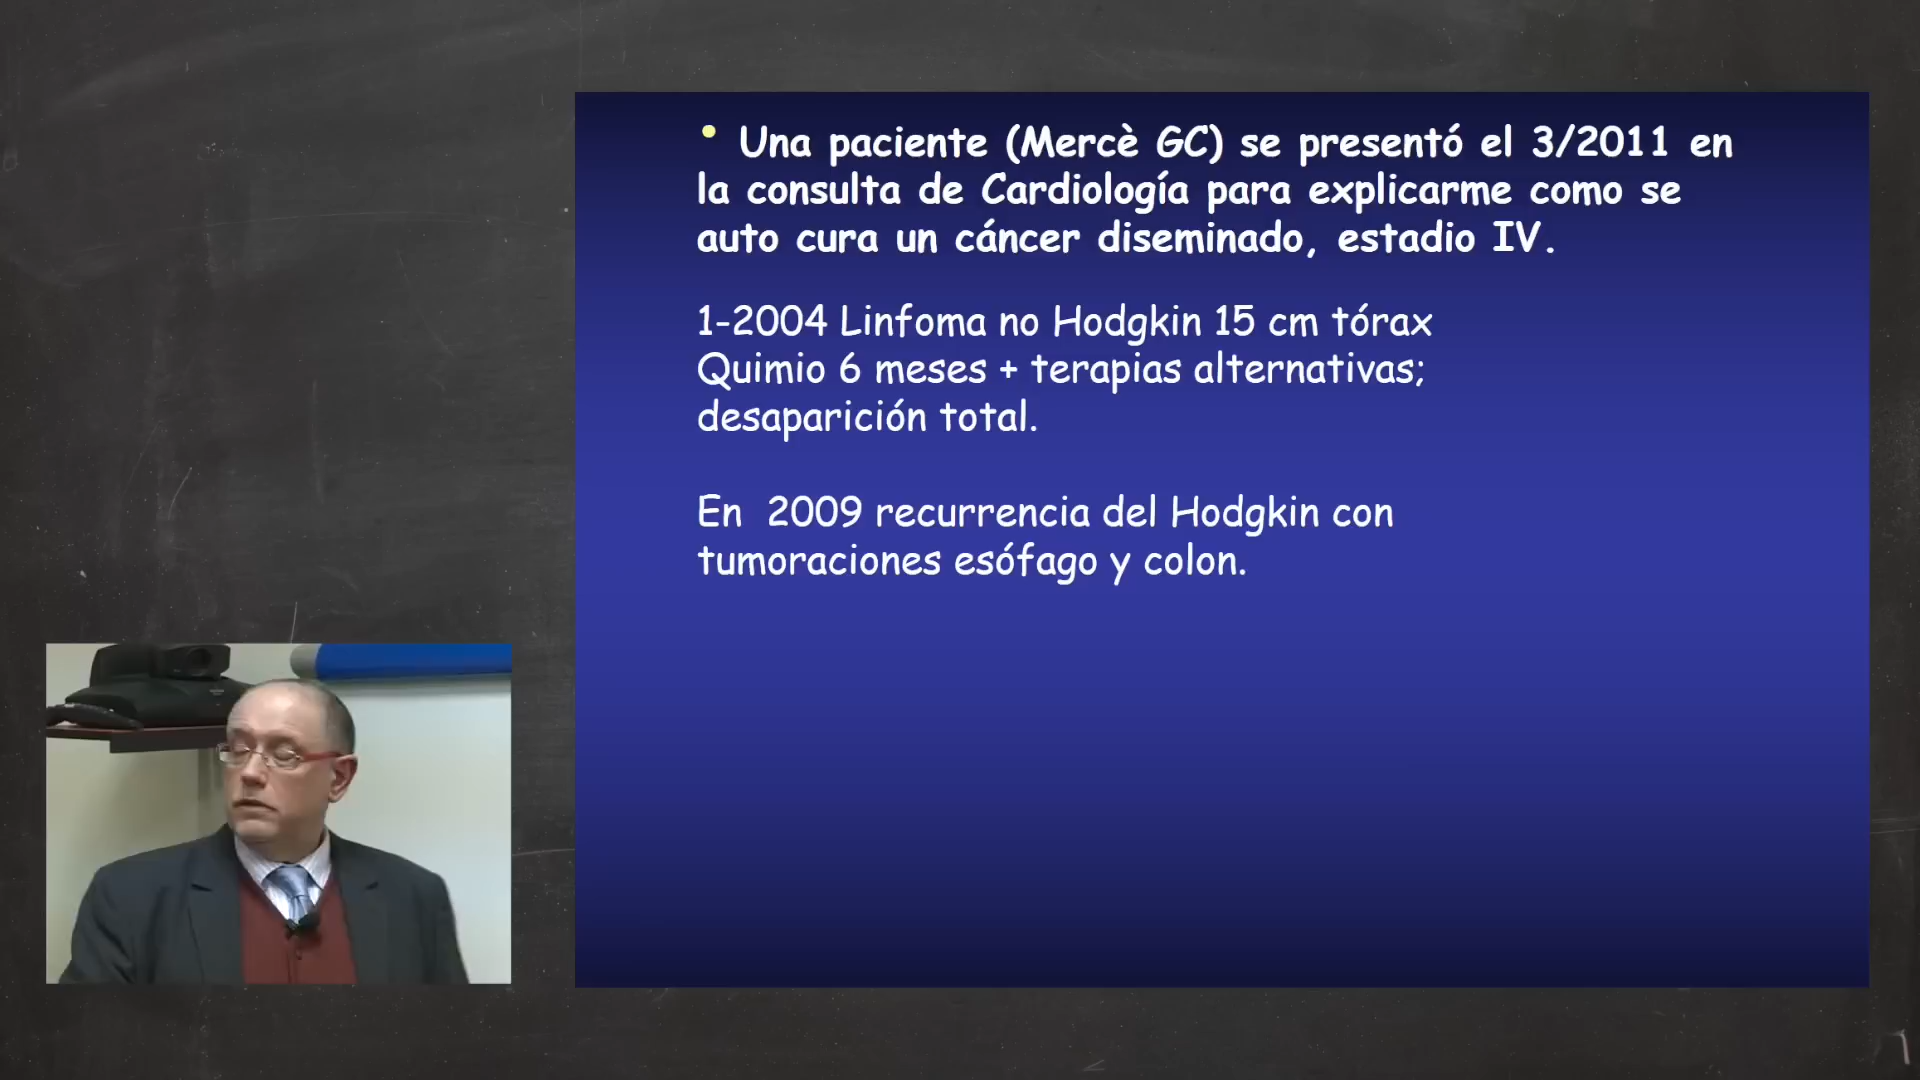 • Una paciente (Mercè GC) se presentó el 3/2011 en
la consulta de Cardiología para explicarme como se
auto cura un cáncer diseminado, estadio IV.
1-2004 Linfoma no Hodgkin 15 cm tórax
Quimio 6 meses + terapias alternativas;
desaparición total.
En 2009 recurrencia del Hodgkin con
tumoraciones esófago y colon.